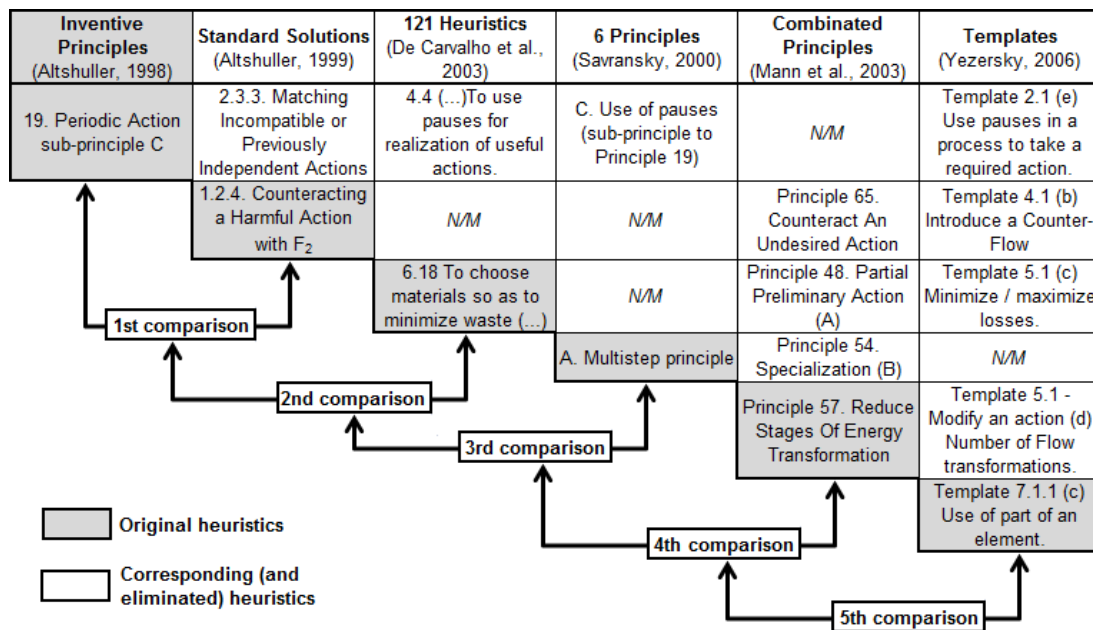 Inventive
Principles
(Altshuller, 1998)
Standard Solutions
(Altshuller, 1999)
121 Heuristics
(De Carvalho et al.,
2003)
6 Principles
(Savransky, 2000)
Combinated
Principles
(Mann et al., 2003)
Templates
(Yezersky, 2006)
19. Periodic Action
sub-principle C
2.3.3. Matching
Incompatible or
Previously
Independent Actions
4.4 (...)To use
pauses for
realization of useful
actions.
C. Use of pauses
(sub-principle to
Principle 19)
N/M
Template 2.1 (e)
Use pauses in a
process to take a
required action.
1.2.4. Counteracting
a Harmful Action
with F2
N/M
N/M
Principle 65.
Counteract An
Undesired Action
Template 4.1 (b)
Introduce a Counter-
Flow
6.18 To choose
materials so as to
minimize waste (...)
N/M
Principle 48. Partial
Preliminary Action
(A)
Template 5.1 (c)
Minimize / maximize
losses.
A. Multistep principle
Principle 54.
Specialization (B)
N/M
Principle 57. Reduce
Stages Of Energy
Transformation
Template 5.1 -
Modify an action (d)
Number of Flow
transformations.
Template 7.1.1 (c)
Use of part of an
element.
1st comparison
2nd comparison
3rd comparison
4th comparison
5th comparison
Original heuristics
Corresponding (and
eliminated) heuristics